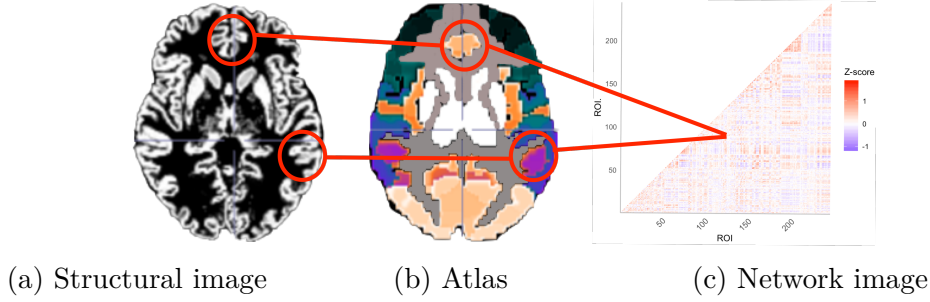 200
150
100
50
ROI.
50
100
150
200
ROI
Z-score
1
0
-1
(a) Structural image
(b) Atlas
(c) Network image